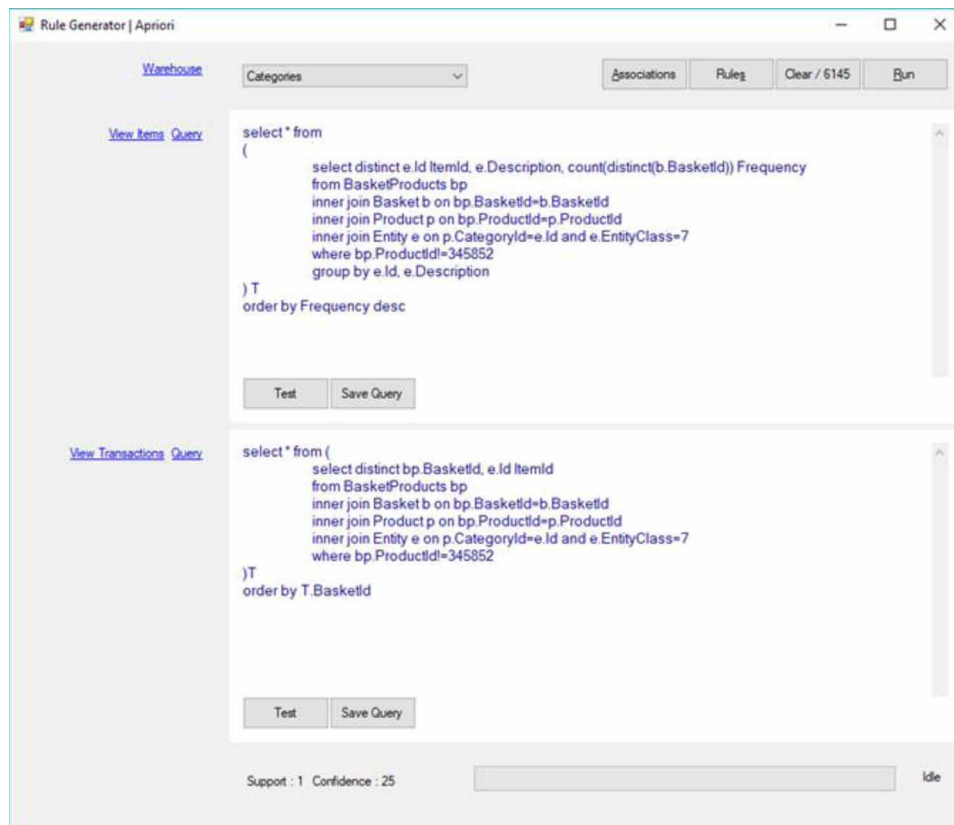 Rule Generator | Apriori
Warehouse
Categories
Associations Rules Clear / 6145 Run
View Items Query
select * from
(
select distinct e.Id ItemId, e.Description, count(distinct(b.BasketId)) Frequency
from BasketProducts bp
inner join Basket b on bp.BasketId=b.BasketId
inner join Product p on bp.ProductId=p.ProductId
inner join Entity e on p.CategoryId=e.Id and e.EntityClass=7
where bp.ProductId!=345852
group by e.Id, e.Description
) T
order by Frequency desc
Test Save Query
View Transactions Query
select * from (
select distinct bp.BasketId, e.Id ItemId
from BasketProducts bp
inner join Basket b on bp.BasketId=b.BasketId
inner join Product p on bp.ProductId=p.ProductId
inner join Entity e on p.CategoryId=e.Id and e.EntityClass=7
where bp.ProductId!=345852
)T
order by T.BasketId
Test Save Query
Support : 1 Confidence : 25
Idle